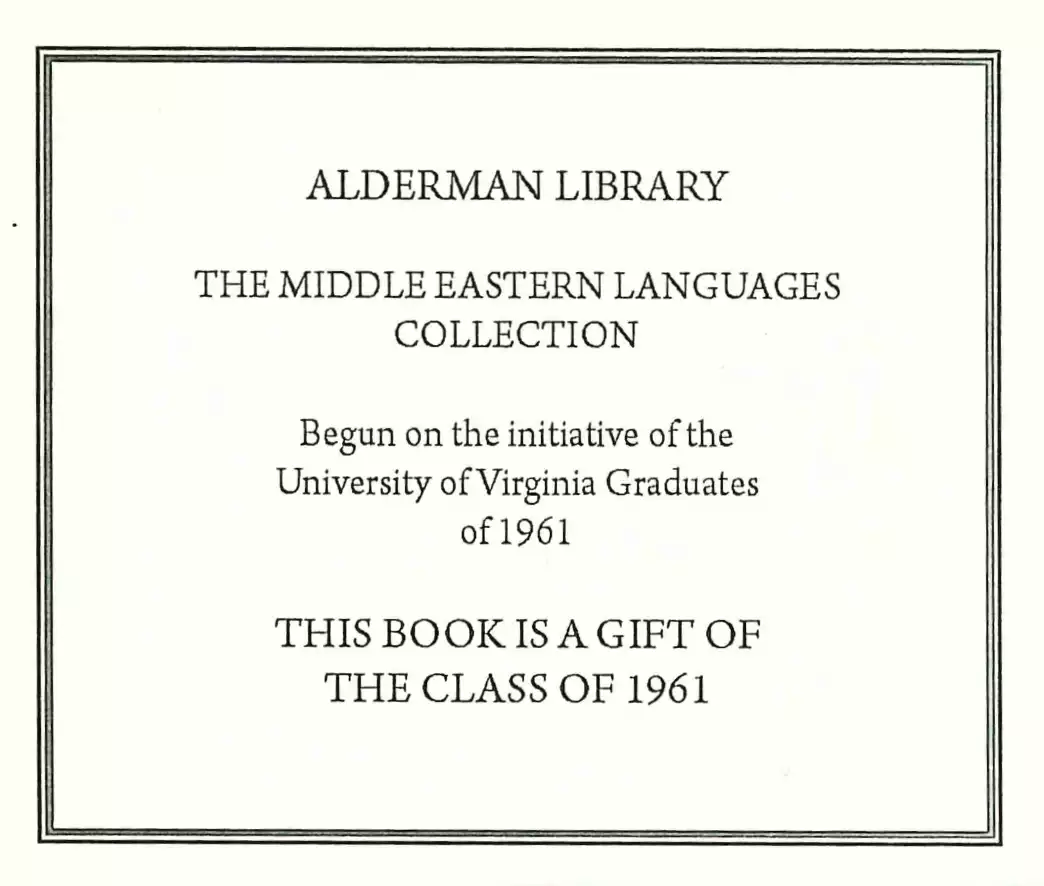 ALDERMAN LIBRARY
THE MIDDLE EASTERN LANGUAGES
COLLECTION
Begun on the initiative of the
University of Virginia Graduates
of 1961
THIS BOOK IS A GIFT OF
THE CLASS OF 1961